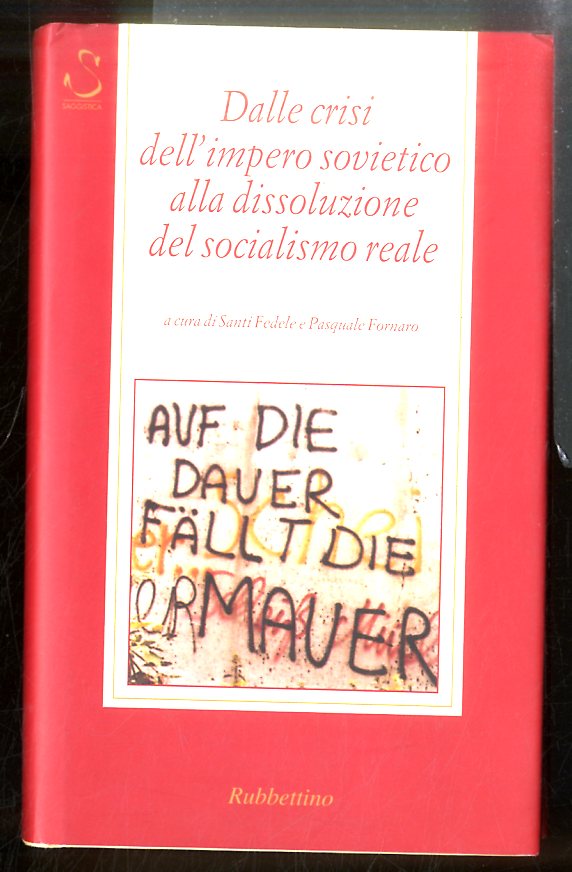 SAGGISTICA
Dalle crisi
dell'impero sovietico
alla dissoluzione
del socialismo reale
a cura di Santi Fedele e Pasquale Fornaro
AUF DIE
DAUER
FÄLLT DIE
MAUER
Rubbettino